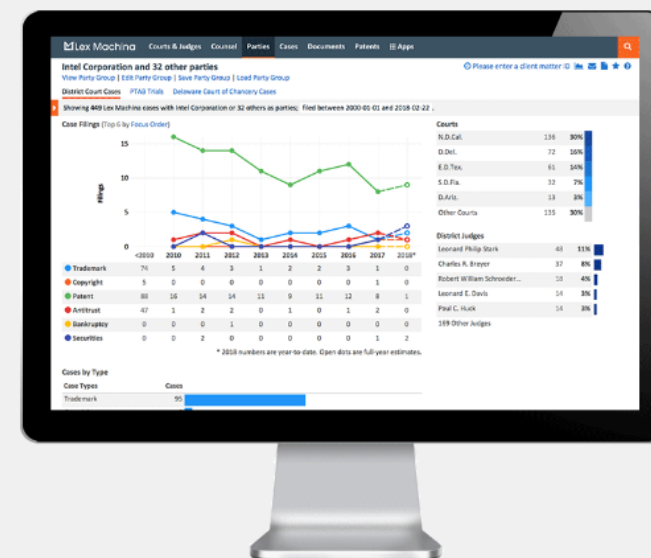 Lex Machina Courts & Judges Counsel Parties Cases Documents Patents Apps
Intel Corporation and 32 other parties
Please enter a client matter ID
View Party Group | Edit Party Group | Save Party Group | Load Party Group
District Court Cases PTAB Trials Delaware Court of Chancery Cases
Showing 449 Lex Machina cases with Intel Corporation or 32 others as parties; filed between 2000-01-01 and 2018-02-22 .
Case Filings (Top 6 by Focus Order)
15
10
5
0
Filings
<2010 2010 2011 2012 2013 2014 2015 2016 2017 2018*
Trademark 74 5 4 3 1 2 2 3 1 0
Copyright 5 0 0 0 0 0 0 0 1 0
Patent 88 16 14 14 11 9 11 12 8 1
Antitrust 47 1 2 2 0 1 0 1 2 0
Bankruptcy 0 0 0 1 0 0 0 0 0 0
Securities 0 0 2 0 0 0 0 0 1 2
* 2018 numbers are year-to-date. Open dots are full-year estimates.
Cases by Type
Case Types Cases
Trademark 95
Courts
N.D.Cal. 136 30%
D.Del. 72 16%
E.D.Tex. 61 14%
S.D.Fla. 32 7%
D.Ariz. 13 3%
Other Courts 135 30%
District Judges
Leonard Philip Stark 48 11%
Charles R. Breyer 37 8%
Robert William Schroeder... 18 4%
Leonard E. Davis 14 3%
Paul C. Huck 14 3%
169 Other Judges